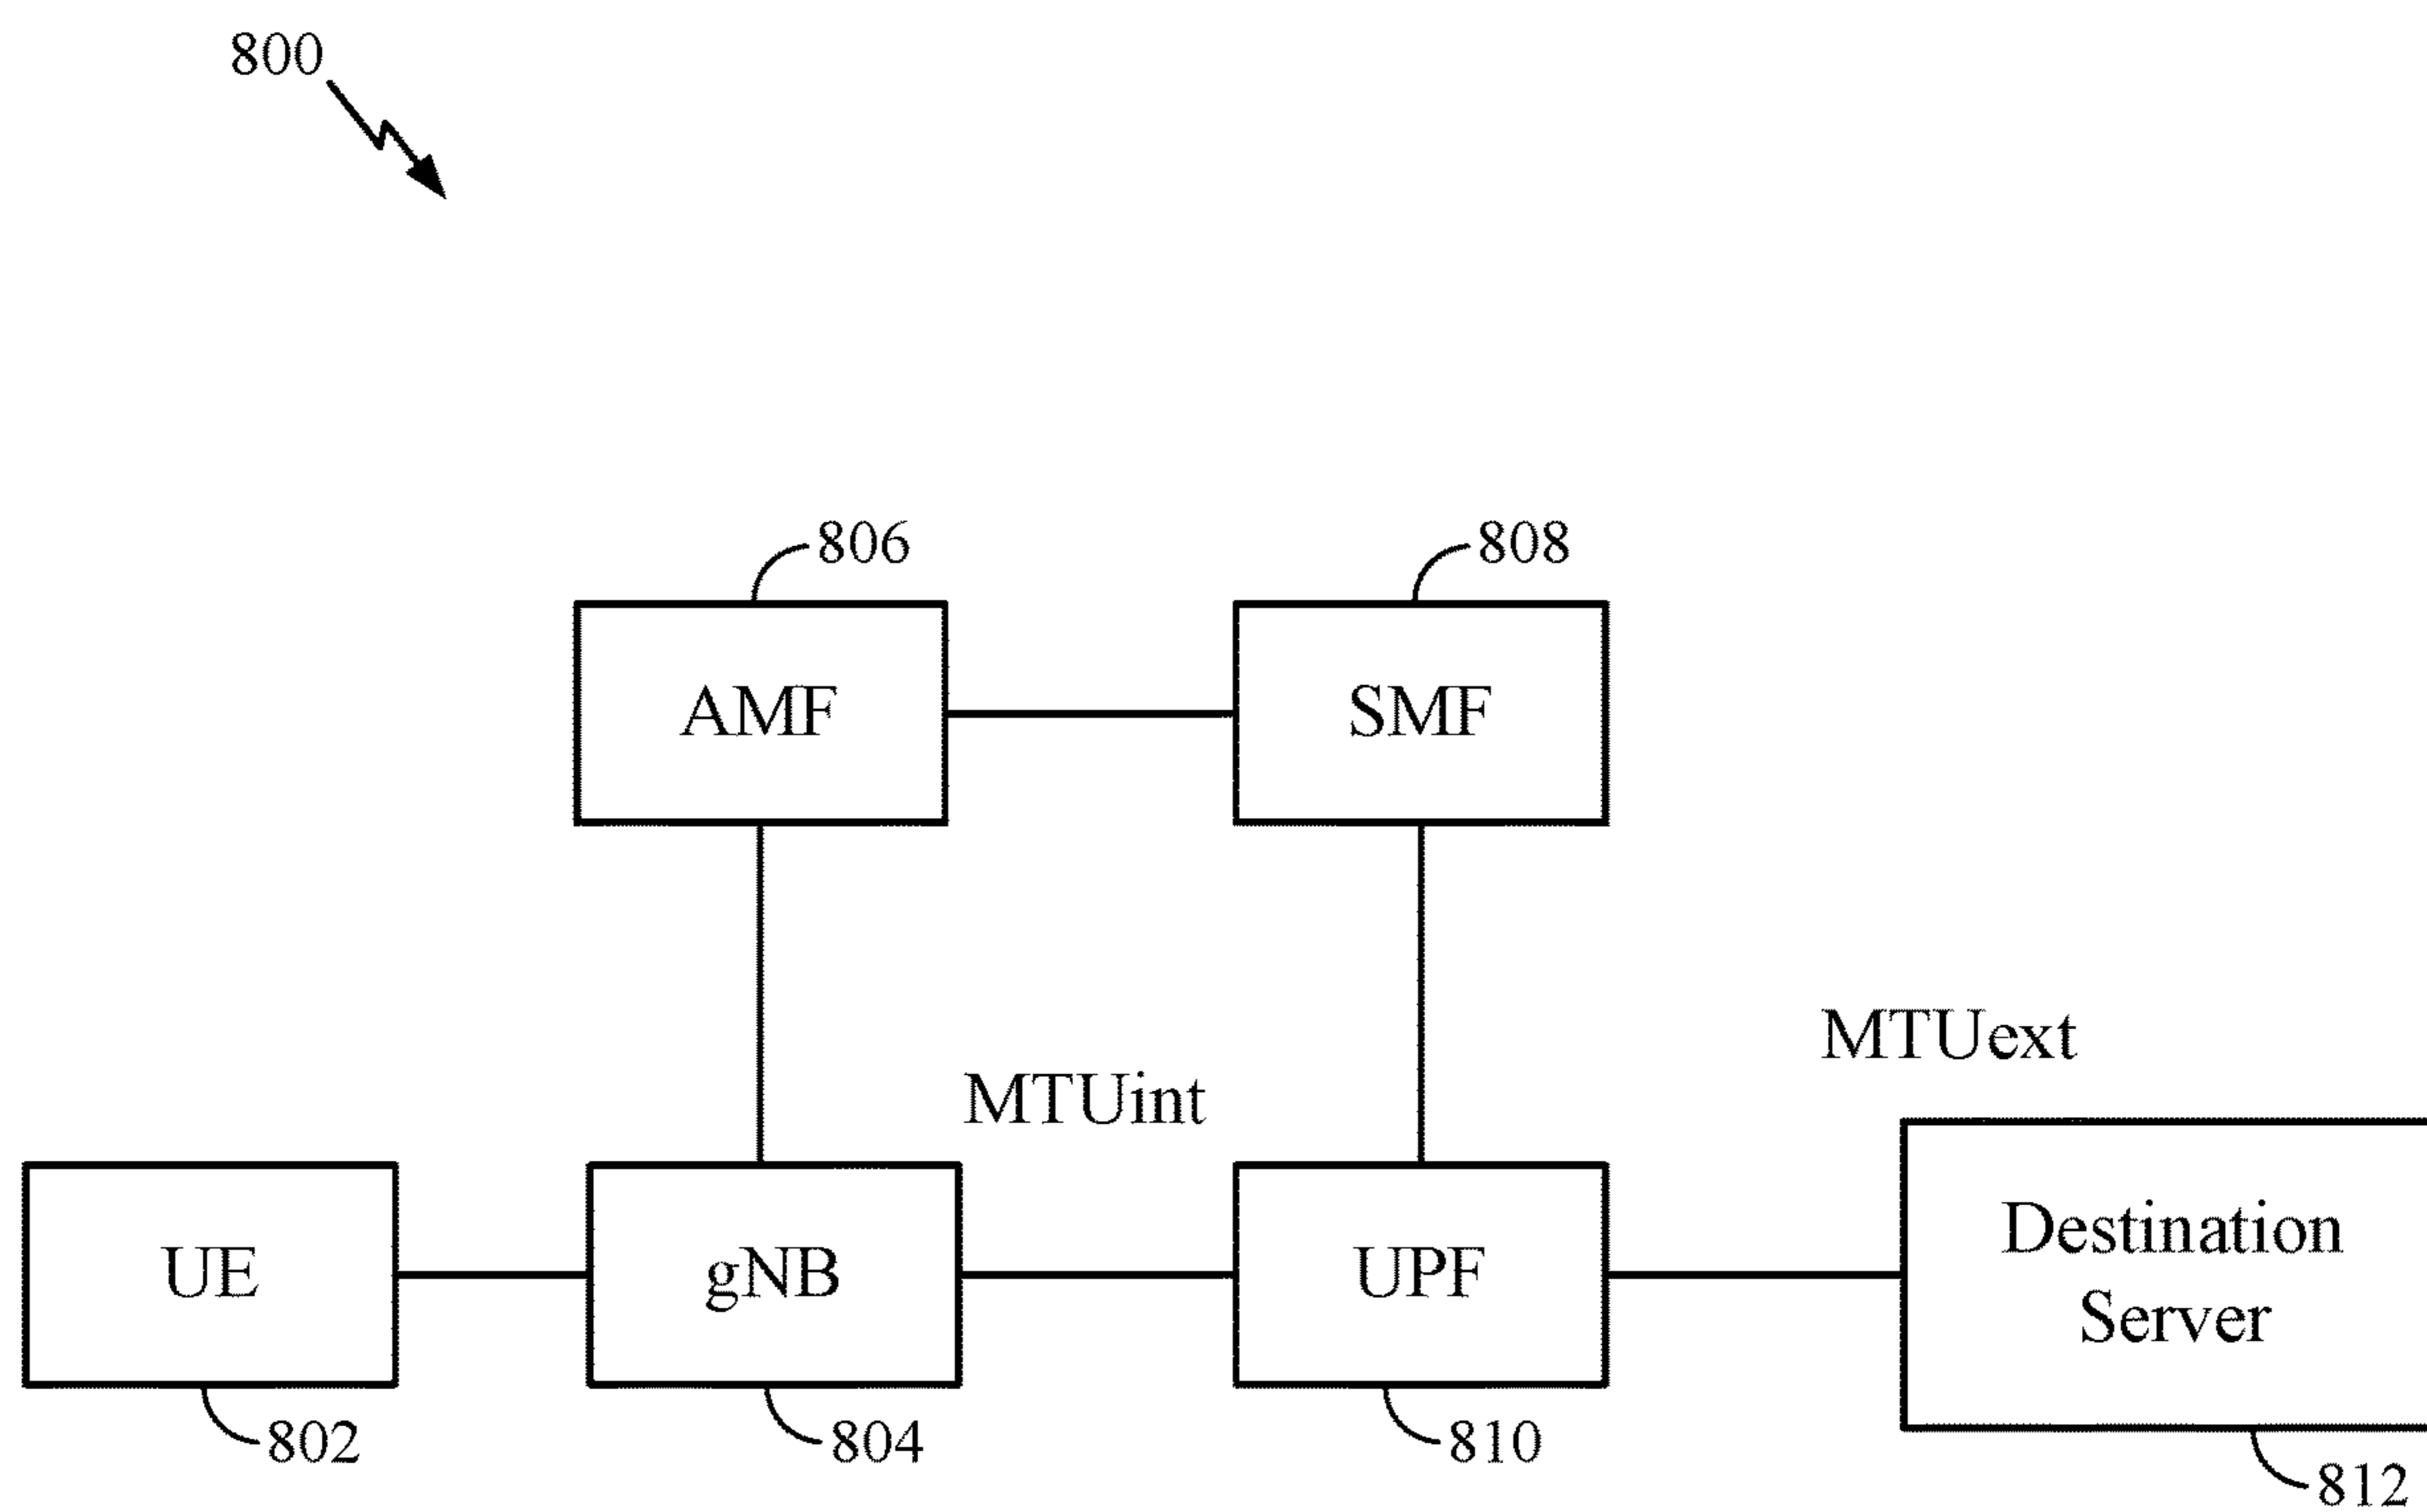 800
806
808
AMF
SMF
MTUext
MTUint
UE
gNB
UPF
Destination
Server
802
804
810
812